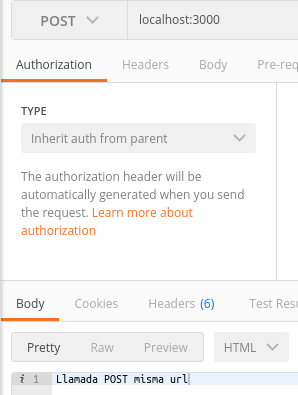 POST localhost:3000
Authorization Headers Body Pre-req
TYPE
Inherit auth from parent
The authorization header will be
automatically generated when you send
the request. Learn more about
authorization
Body Cookies Headers (6) Test Resu
Pretty Raw Preview HTML
i 1 Llamada POST misma url